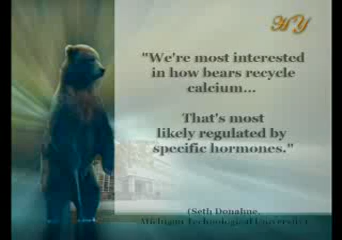 HY
"We're most interested
in how bears recycle
calcium...
That's most
likely regulated by
specific hormones."
(Seth Donahue,
Michigan Technological University)